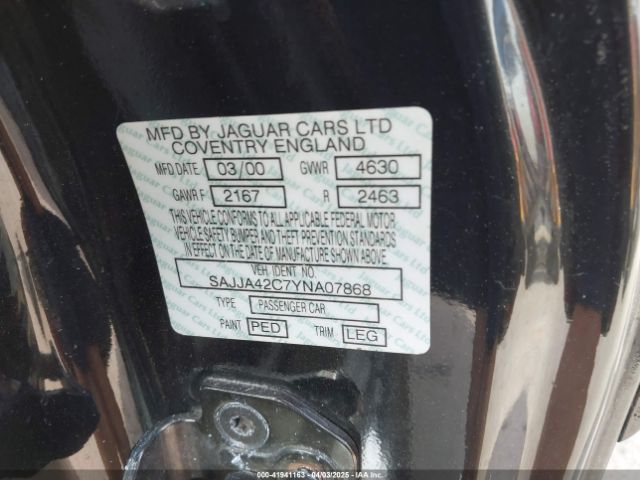 MFD BY JAGUAR CARS LTD
COVENTRY ENGLAND
MFD DATE 03/00 GVWR 4630
GAWR F 2167 R 2463
THIS VEHICLE CONFORMS TO ALL APPLICABLE FEDERAL MOTOR
VEHICLE SAFETY BUMPER AND THEFT PREVENTION STANDARDS
IN EFFECT ON THE DATE OF MANUFACTURE SHOWN ABOVE.
VEH IDENT NO.
SAJJA42C7YNA07868
TYPE PASSENGER CAR
PAINT PED TRIM LEG
000-41941163 - 04/03/2025 - IAAI.COM